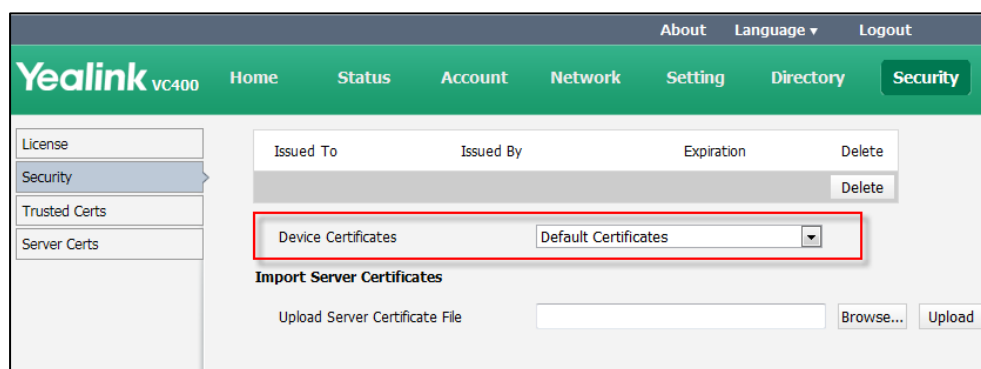 About Language ▾ Logout
Yealink VC400 Home Status Account Network Setting Directory Security
License
Security
Trusted Certs
Server Certs
Issued To Issued By Expiration Delete
Delete
Device Certificates Default Certificates
Import Server Certificates
Upload Server Certificate File Browse... Upload